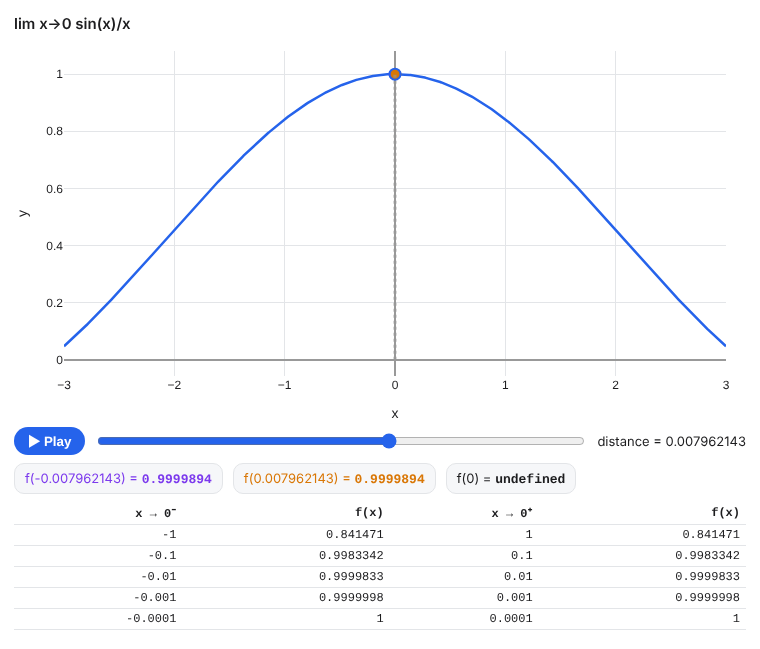 lim x→0 sin(x)/x
1
0.8
0.6
0.4
0.2
0
y
−3 −2 −1 0 1 2 3
x
Play distance = 0.007962143
f(-0.007962143) = 0.9999894 f(0.007962143) = 0.9999894 f(0) = undefined
x → 0⁻ f(x) x → 0⁺ f(x)
-1 0.841471 1 0.841471
-0.1 0.9983342 0.1 0.9983342
-0.01 0.9999833 0.01 0.9999833
-0.001 0.9999998 0.001 0.9999998
-0.0001 1 0.0001 1